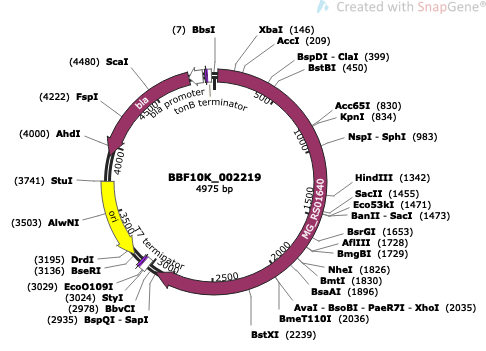 Created with SnapGene®
(7) BbsI
XbaI (146)
AccI (209)
BspDI - ClaI (399)
BstBI (450)
Acc65I (830)
KpnI (834)
NspI - SphI (983)
HindIII (1342)
SacII (1455)
Eco53kI (1471)
BanII - SacI (1473)
BsrGI (1653)
AflIII (1728)
BmgBI (1729)
NheI (1826)
BmtI (1830)
BsaAI (1896)
AvaI - BsoBI - PaeR7I - XhoI (2035)
BmeT110I (2036)
BstXI (2239)
(2935) BspQI - SapI
(2978) BbvCI
(3024) StyI
(3029) EcoO109I
(3136) BseRI
(3195) DrdI
(3503) AlwNI
(3741) StuI
(4000) AhdI
(4222) FspI
(4480) ScaI
bla
bla promoter
tonB terminator
MG_RS01640
T7 terminator
ori
500
1000
1500
2000
2500
3000
3500
4000
4500
BBF10K_002219
4975 bp